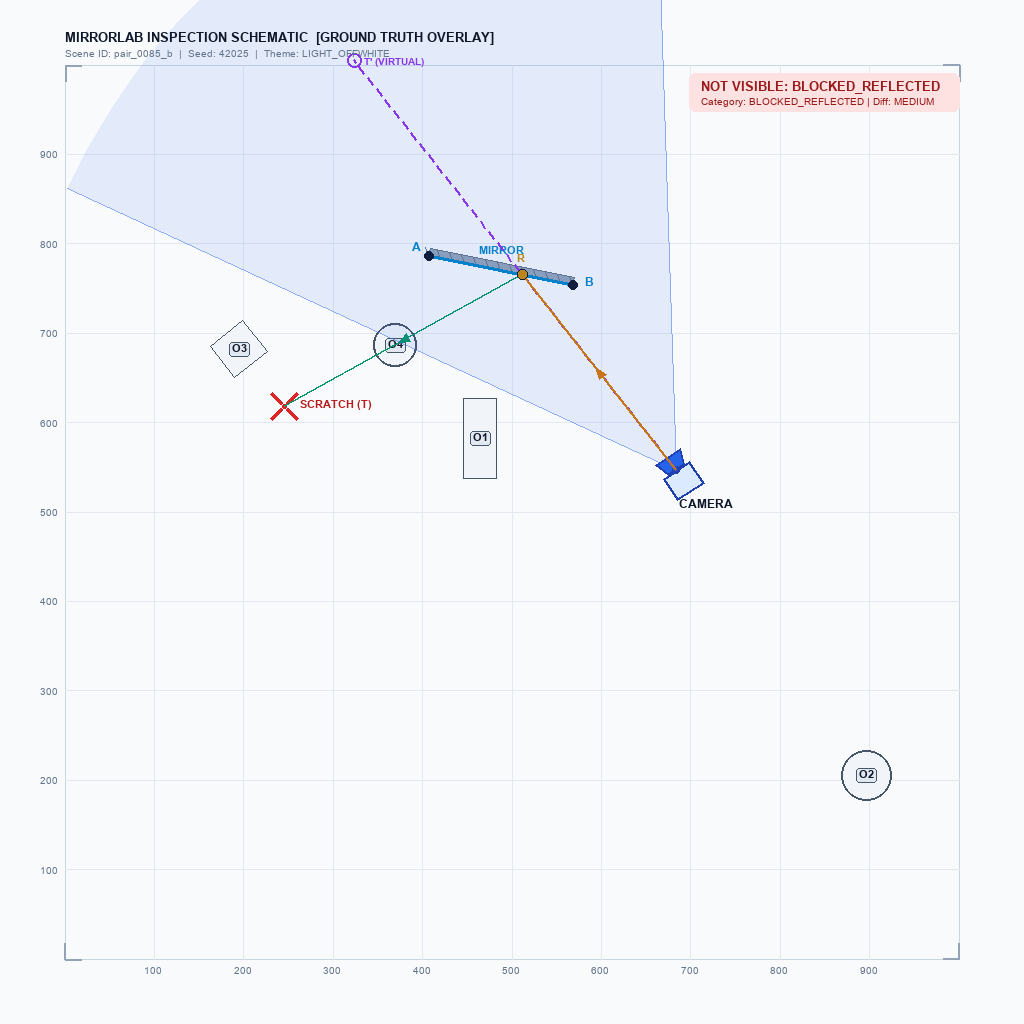 MIRRORLAB INSPECTION SCHEMATIC [GROUND TRUTH OVERLAY]
Scene ID: pair_0085_b | Seed: 42025 | Theme: LIGHT_OFFWHITE
T' (VIRTUAL)
NOT VISIBLE: BLOCKED_REFLECTED
Category: BLOCKED_REFLECTED | Diff: MEDIUM
900
800
A
MIRROR
R
B
700
O3
O4
SCRATCH (T)
600
O1
CAMERA
500
400
300
200
O2
100
100 200 300 400 500 600 700 800 900